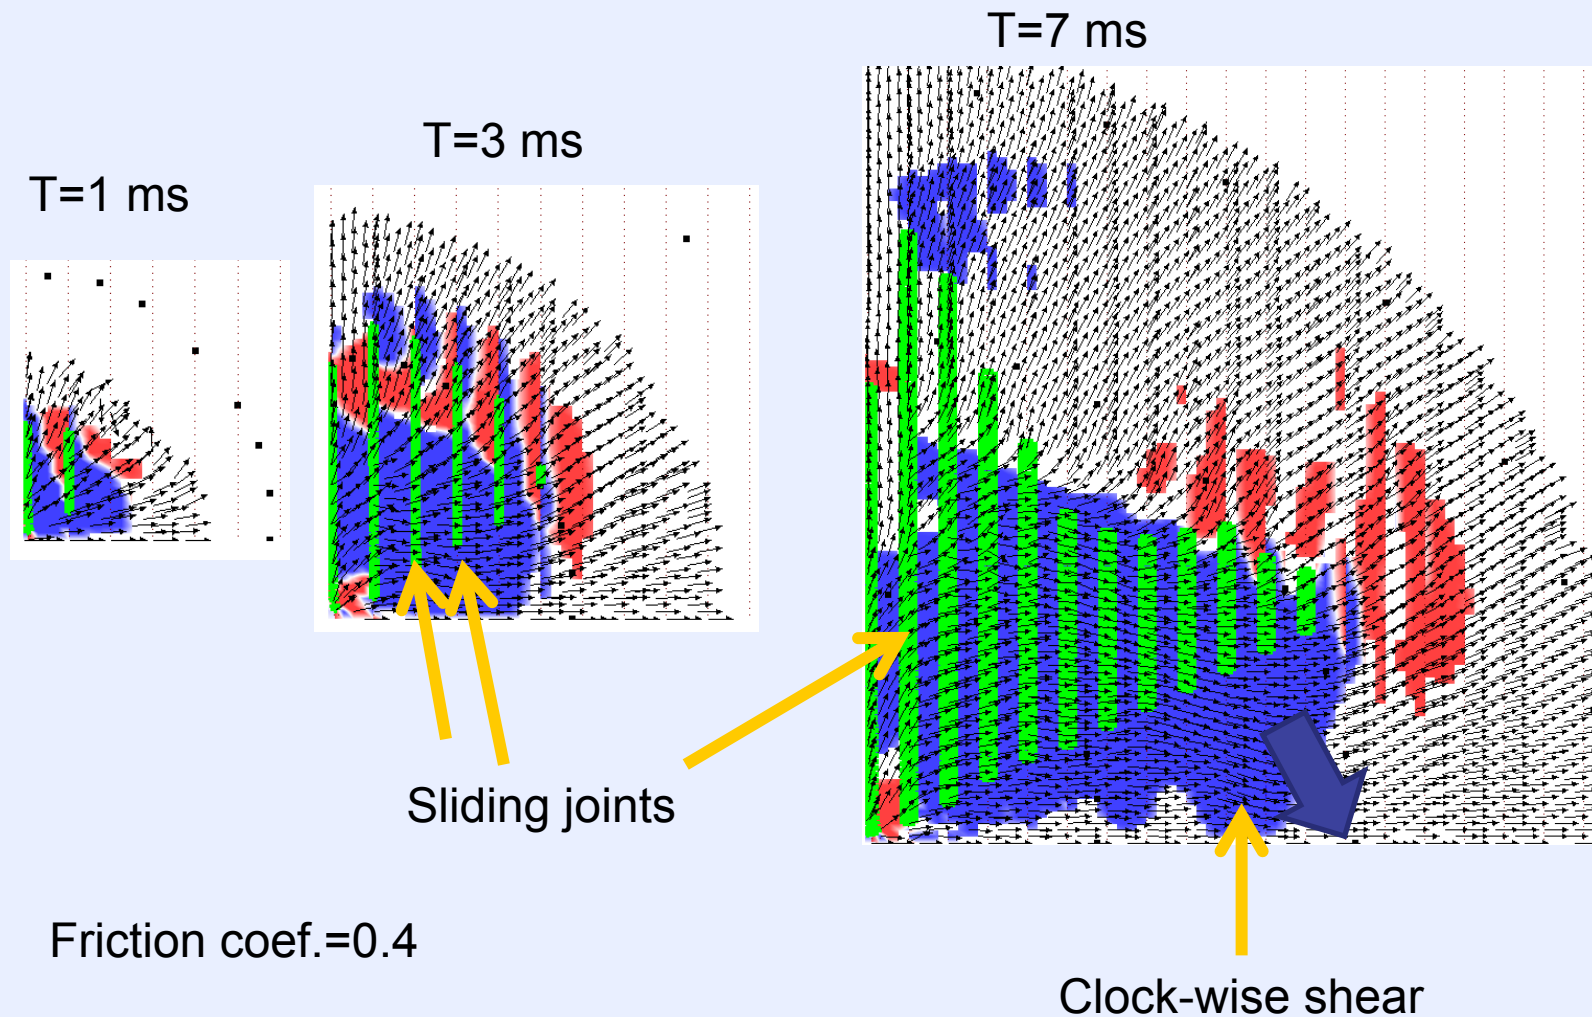 T=7 ms
T=3 ms
T=1 ms
Sliding joints
Friction coef.=0.4
Clock-wise shear